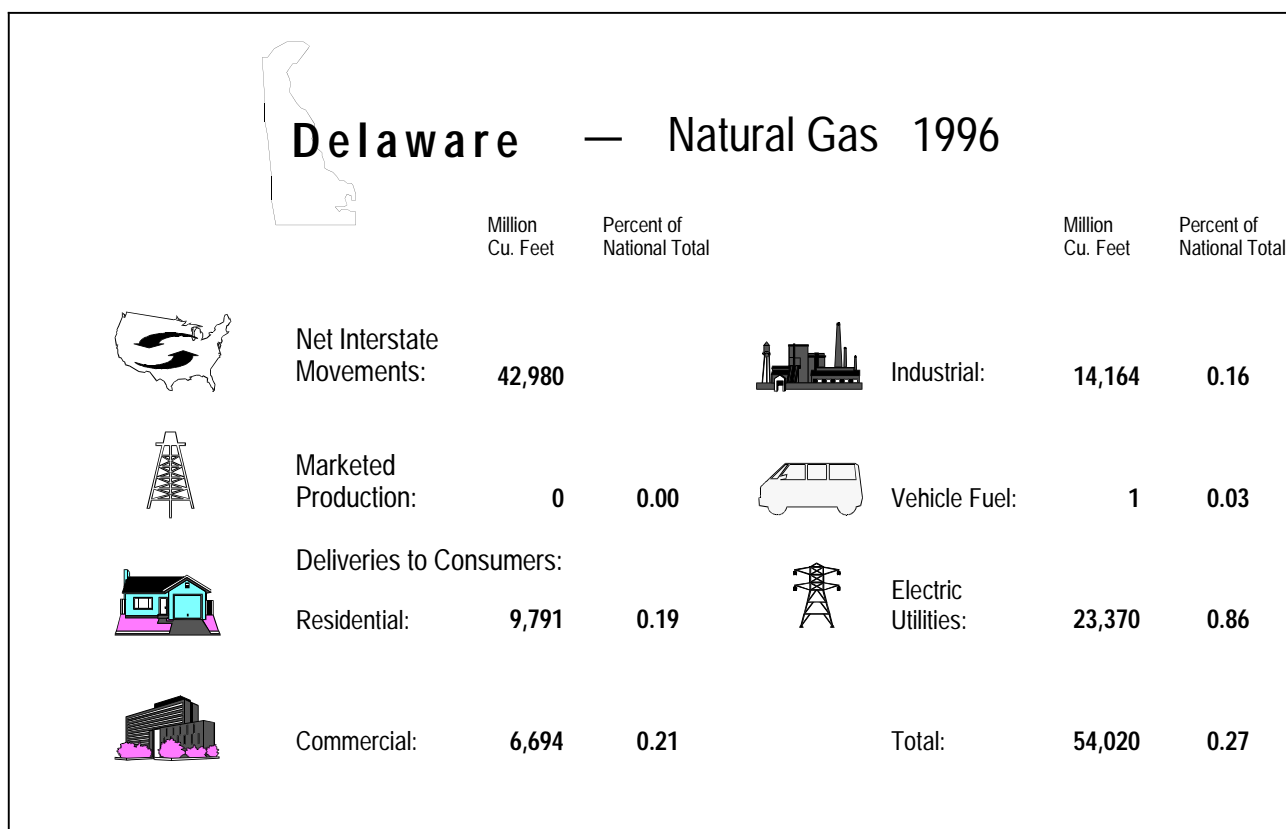 Delaware — Natural Gas 1996
Million
Cu. Feet
Percent of
National Total
Million
Cu. Feet
Percent of
National Total
Net Interstate
Movements: 42,980
Industrial: 14,164 0.16
Marketed
Production: 0 0.00
Vehicle Fuel: 1 0.03
Deliveries to Consumers:
Residential: 9,791 0.19
Electric
Utilities: 23,370 0.86
Commercial: 6,694 0.21
Total: 54,020 0.27